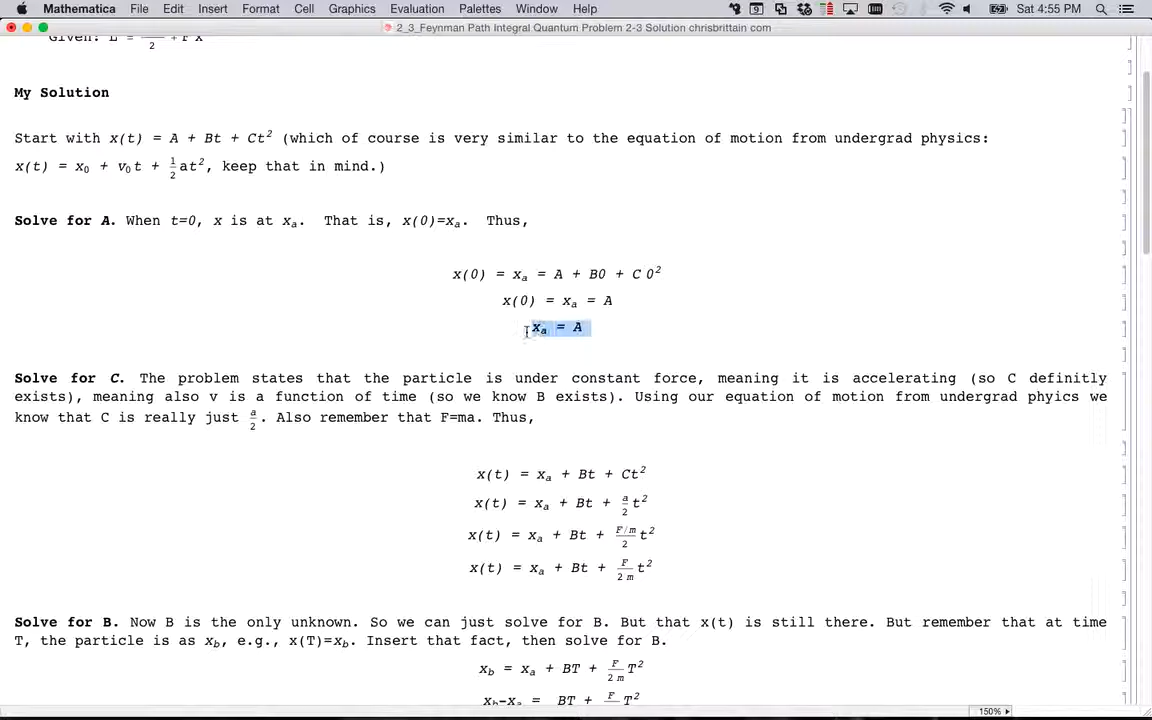 Mathematica File Edit Insert Format Cell Graphics Evaluation Palettes Window Help Sat 4:55 PM
2_3_Feynman Path Integral Quantum Problem 2-3 Solution chrisbrittain com
Given: L = 2 + F x
My Solution
Start with x(t) = A + Bt + Ct² (which of course is very similar to the equation of motion from undergrad physics:
x(t) = x₀ + v₀t + ½at², keep that in mind.)
Solve for A. When t=0, x is at xₐ. That is, x(0)=xₐ. Thus,
x(0) = xₐ = A + B0 + C 0²
x(0) = xₐ = A
xₐ = A
Solve for C. The problem states that the particle is under constant force, meaning it is accelerating (so C definitly
exists), meaning also v is a function of time (so we know B exists). Using our equation of motion from undergrad phyics we
know that C is really just a/2. Also remember that F=ma. Thus,
x(t) = xₐ + Bt + Ct²
x(t) = xₐ + Bt + a/2 t²
x(t) = xₐ + Bt + F/m/2 t²
x(t) = xₐ + Bt + F/2 m t²
Solve for B. Now B is the only unknown. So we can just solve for B. But that x(t) is still there. But remember that at time
T, the particle is as x_b, e.g., x(T)=x_b. Insert that fact, then solve for B.
x_b = xₐ + BT + F/2 m T²
x_b-xₐ = BT + F T²
150%